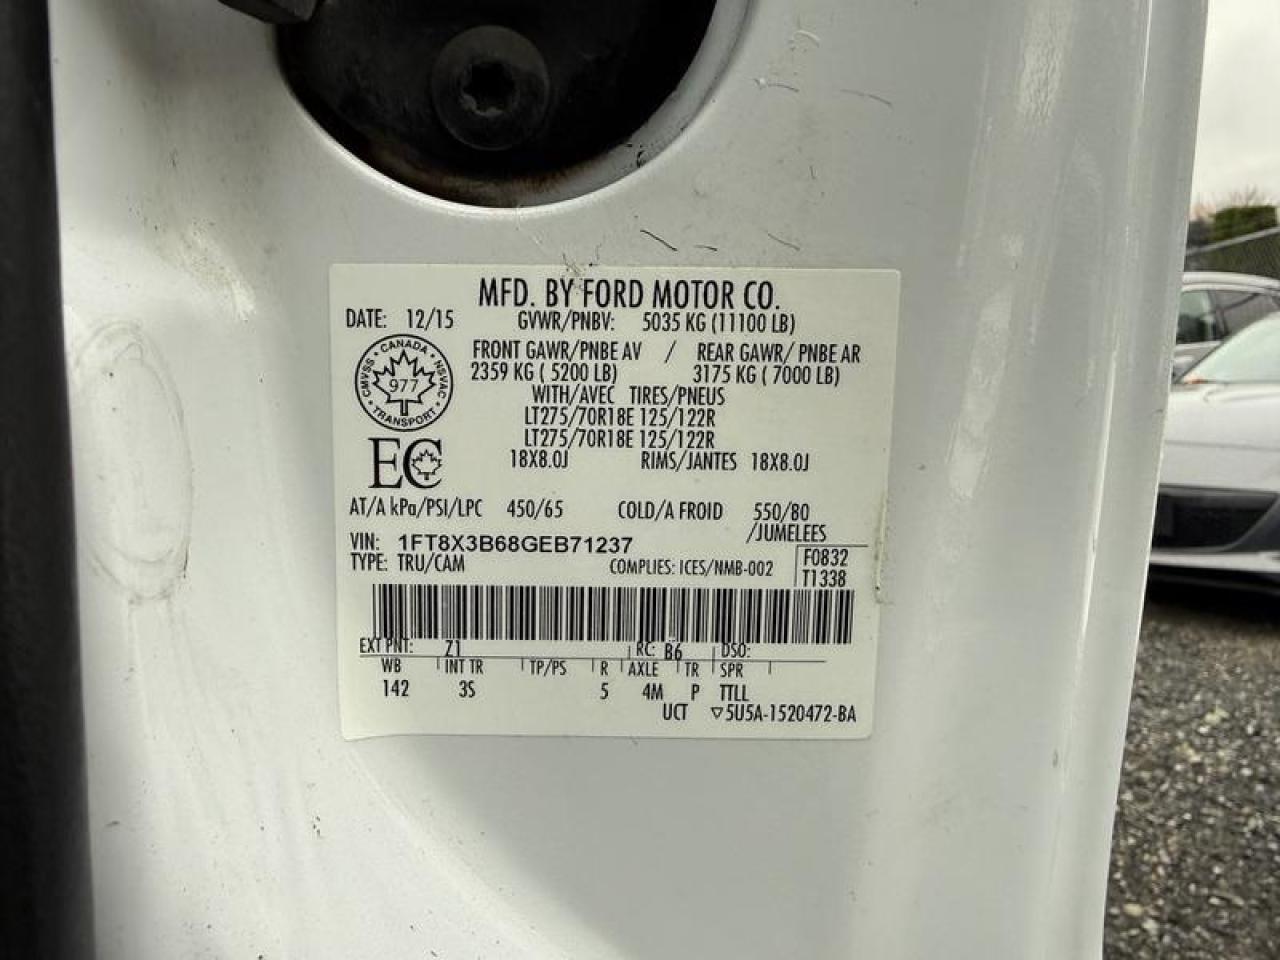 MFD. BY FORD MOTOR CO.
DATE: 12/15
GVWR/PNBV: 5035 KG (11100 LB)
FRONT GAWR/PNBE AV / REAR GAWR/ PNBE AR
2359 KG ( 5200 LB) 3175 KG ( 7000 LB)
WITH/AVEC TIRES/PNEUS
LT275/70R18E 125/122R
LT275/70R18E 125/122R
18X8.0J RIMS/JANTES 18X8.0J
CANADA
CMVSS
NSVAC
977
TRANSPORT
EC
AT/A kPa/PSI/LPC 450/65 COLD/A FROID 550/80
/JUMELEES
VIN: 1FT8X3B68GEB71237
F0832
TYPE: TRU/CAM COMPLIES: ICES/NMB-002
T1338
EXT PNT: Z1 RC: B6 DSO:
WB INT TR TP/PS R AXLE TR SPR
142 3S 5 4M P TTLL
UCT ▽5U5A-1520472-BA